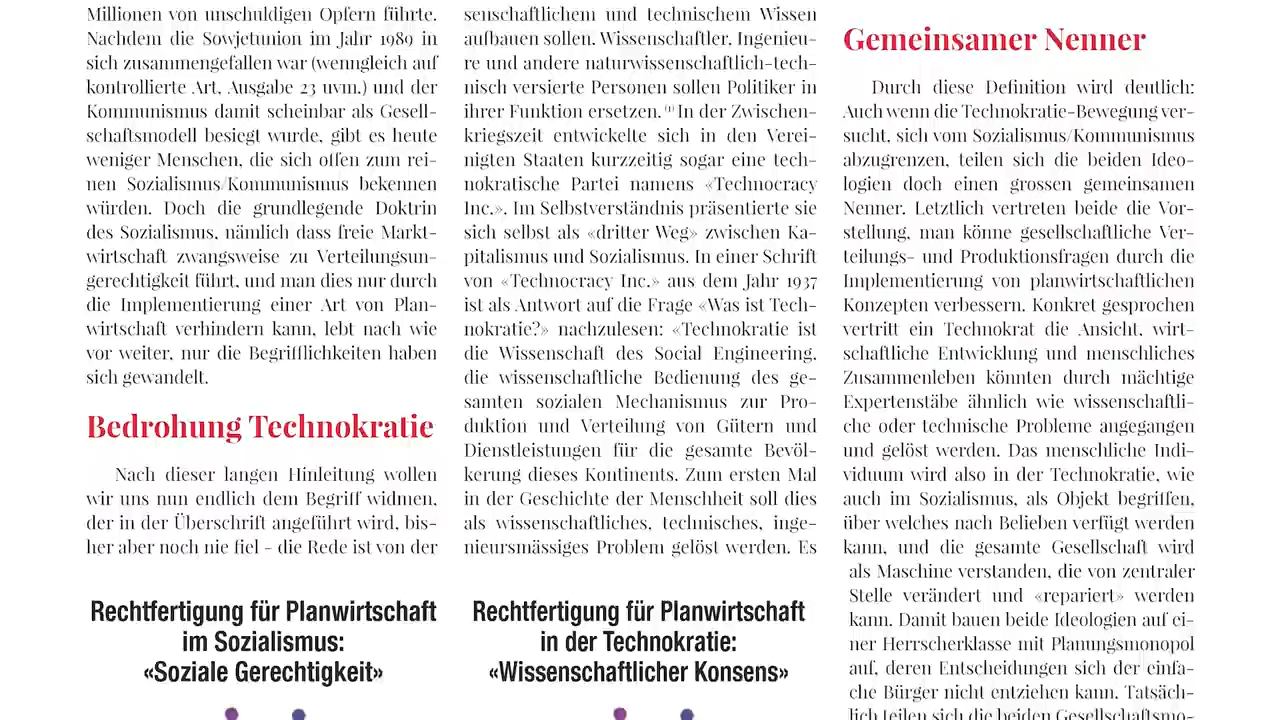 Millionen von unschuldigen Opfern führte.
Nachdem die Sowjetunion im Jahr 1989 in
sich zusammengefallen war (wenngleich auf
kontrollierte Art, Ausgabe 23 uvm.) und der
Kommunismus damit scheinbar als Gesell-
schaftsmodell besiegt wurde, gibt es heute
weniger Menschen, die sich offen zum rei-
nen Sozialismus/Kommunismus bekennen
würden. Doch die grundlegende Doktrin
des Sozialismus, nämlich dass freie Markt-
wirtschaft zwangsweise zu Verteilungsun-
gerechtigkeit führt, und man dies nur durch
die Implementierung einer Art von Plan-
wirtschaft verhindern kann, lebt nach wie
vor weiter, nur die Begrifflichkeiten haben
sich gewandelt.
Bedrohung Technokratie
Nach dieser langen Hinleitung wollen
wir uns nun endlich dem Begriff widmen,
der in der Überschrift angeführt wird, bis-
her aber noch nie fiel – die Rede ist von der
senschaftlichem und technischem Wissen
aufbauen sollen. Wissenschaftler, Ingenieu-
re und andere naturwissenschaftlich-tech-
nisch versierte Personen sollen Politiker in
ihrer Funktion ersetzen. (1) In der Zwischen-
kriegszeit entwickelte sich in den Verei-
nigten Staaten kurzzeitig sogar eine tech-
nokratische Partei namens «Technocracy
Inc.». Im Selbstverständnis präsentierte sie
sich selbst als «dritter Weg» zwischen Ka-
pitalismus und Sozialismus. In einer Schrift
von «Technocracy Inc.» aus dem Jahr 1937
ist als Antwort auf die Frage «Was ist Tech-
nokratie?» nachzulesen: «Technokratie ist
die Wissenschaft des Social Engineering,
die wissenschaftliche Bedienung des ge-
samten sozialen Mechanismus zur Pro-
duktion und Verteilung von Gütern und
Dienstleistungen für die gesamte Bevöl-
kerung dieses Kontinents. Zum ersten Mal
in der Geschichte der Menschheit soll dies
als wissenschaftliches, technisches, inge-
nieursmässiges Problem gelöst werden. Es
Gemeinsamer Nenner
Durch diese Definition wird deutlich:
Auch wenn die Technokratie-Bewegung ver-
sucht, sich vom Sozialismus/Kommunismus
abzugrenzen, teilen sich die beiden Ideo-
logien doch einen grossen gemeinsamen
Nenner. Letztlich vertreten beide die Vor-
stellung, man könne gesellschaftliche Ver-
teilungs- und Produktionsfragen durch die
Implementierung von planwirtschaftlichen
Konzepten verbessern. Konkret gesprochen
vertritt ein Technokrat die Ansicht, wirt-
schaftliche Entwicklung und menschliches
Zusammenleben könnten durch mächtige
Expertenstäbe ähnlich wie wissenschaftli-
che oder technische Probleme angegangen
und gelöst werden. Das menschliche Indi-
viduum wird also in der Technokratie, wie
auch im Sozialismus, als Objekt begriffen,
über welches nach Belieben verfügt werden
kann, und die gesamte Gesellschaft wird
als Maschine verstanden, die von zentraler
Stelle verändert und «repariert» werden
kann. Damit bauen beide Ideologien auf ei-
ner Herrscherklasse mit Planungsmonopol
auf, deren Entscheidungen sich der einfa-
che Bürger nicht entziehen kann. Tatsäch-
lich teilen sich die beiden Gesellschaftsmo-
Rechtfertigung für Planwirtschaft
im Sozialismus:
«Soziale Gerechtigkeit»
Rechtfertigung für Planwirtschaft
in der Technokratie:
«Wissenschaftlicher Konsens»